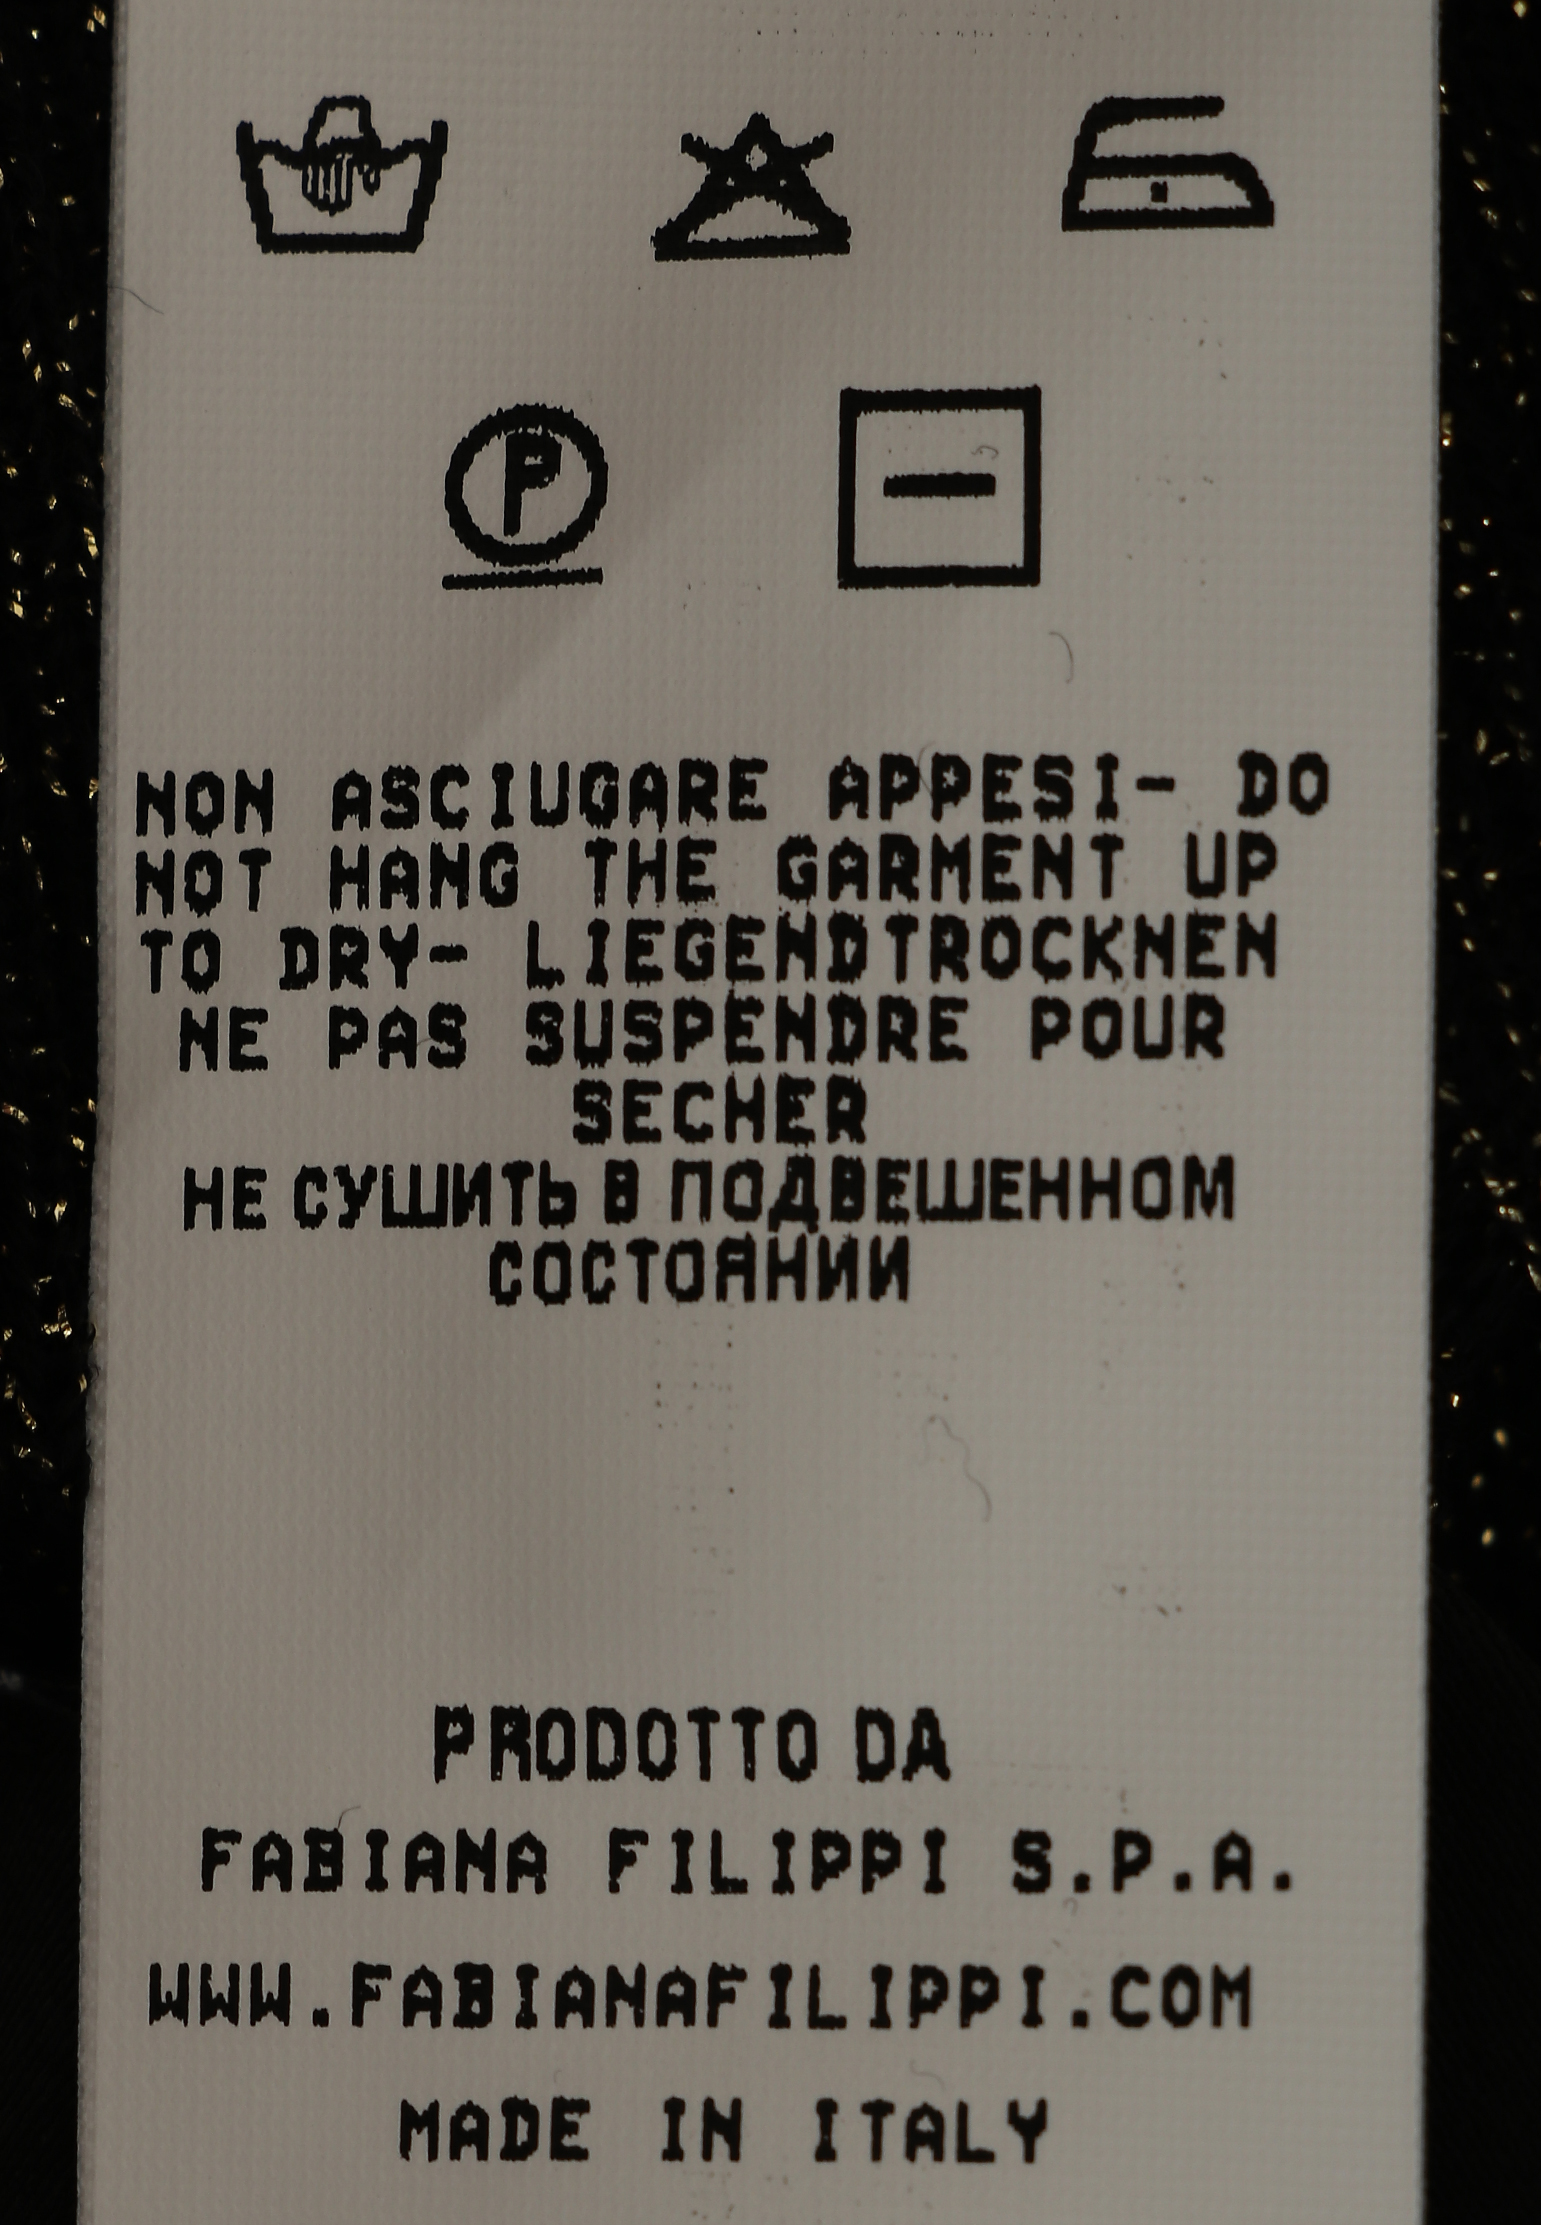 P
NON ASCIUGARE APPESI- DO
NOT HANG THE GARMENT UP
TO DRY- LIEGENDTROCKNEN
NE PAS SUSPENDRE POUR
SECHER
НЕ СУШИТЬ В ПОДВЕШЕННОМ
СОСТОЯНИИ
PRODOTTO DA
FABIANA FILIPPI S.P.A.
WWW.FABIANAFILIPPI.COM
MADE IN ITALY